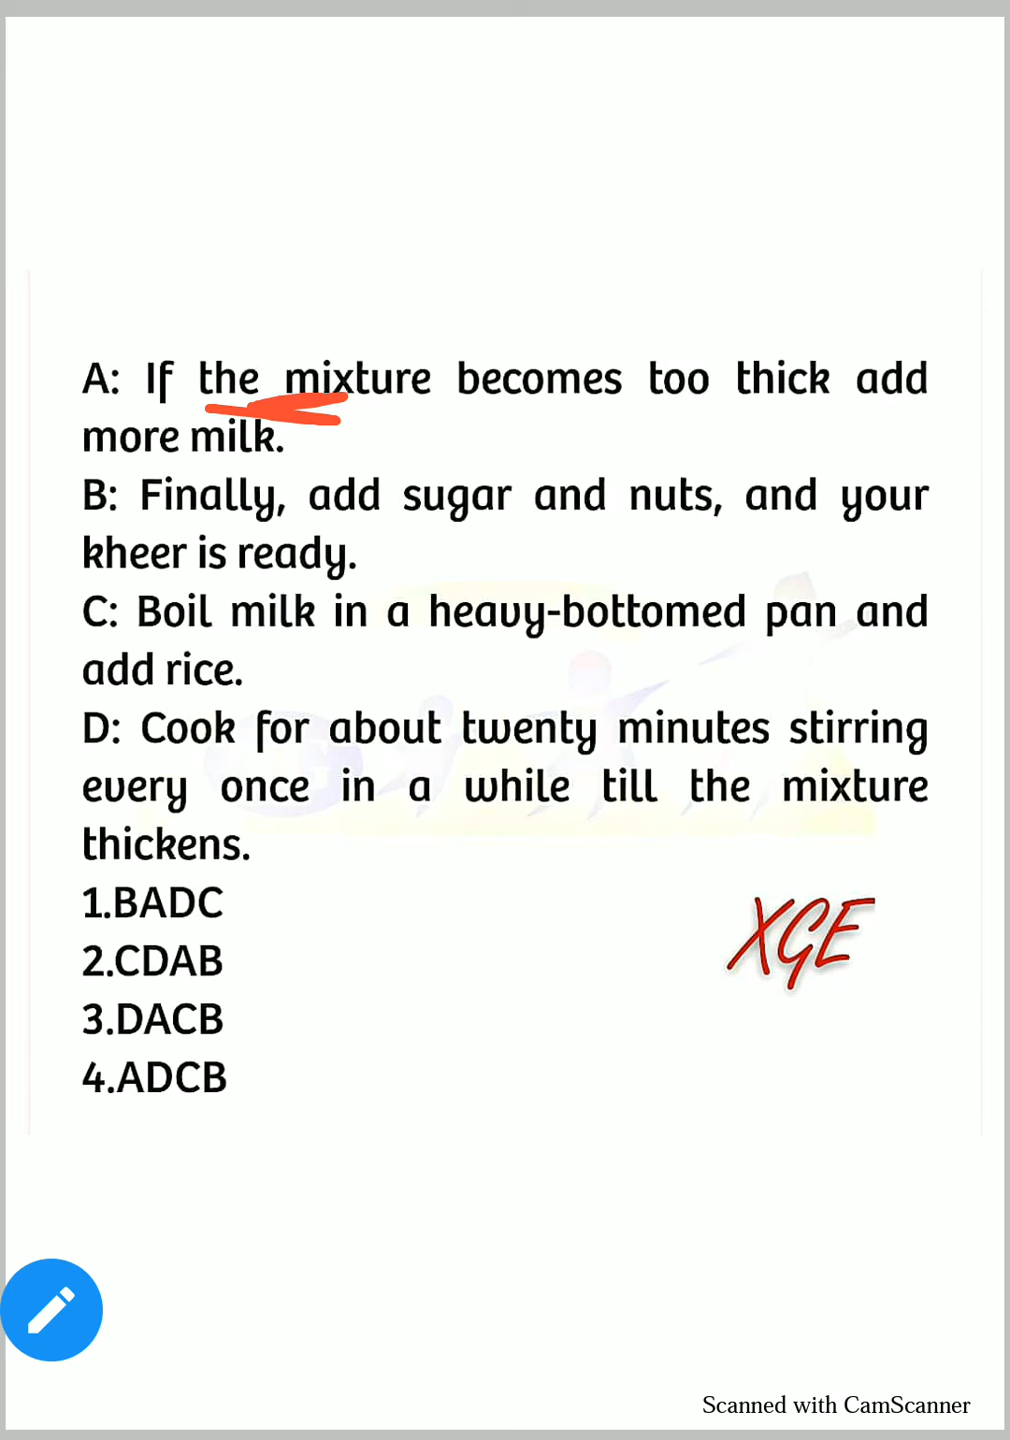 A: If the mixture becomes too thick add
more milk.
B: Finally, add sugar and nuts, and your
kheer is ready.
C: Boil milk in a heavy-bottomed pan and
add rice.
D: Cook for about twenty minutes stirring
every once in a while till the mixture
thickens.
1.BADC
2.CDAB
3.DACB
4.ADCB
XGE
Scanned with CamScanner